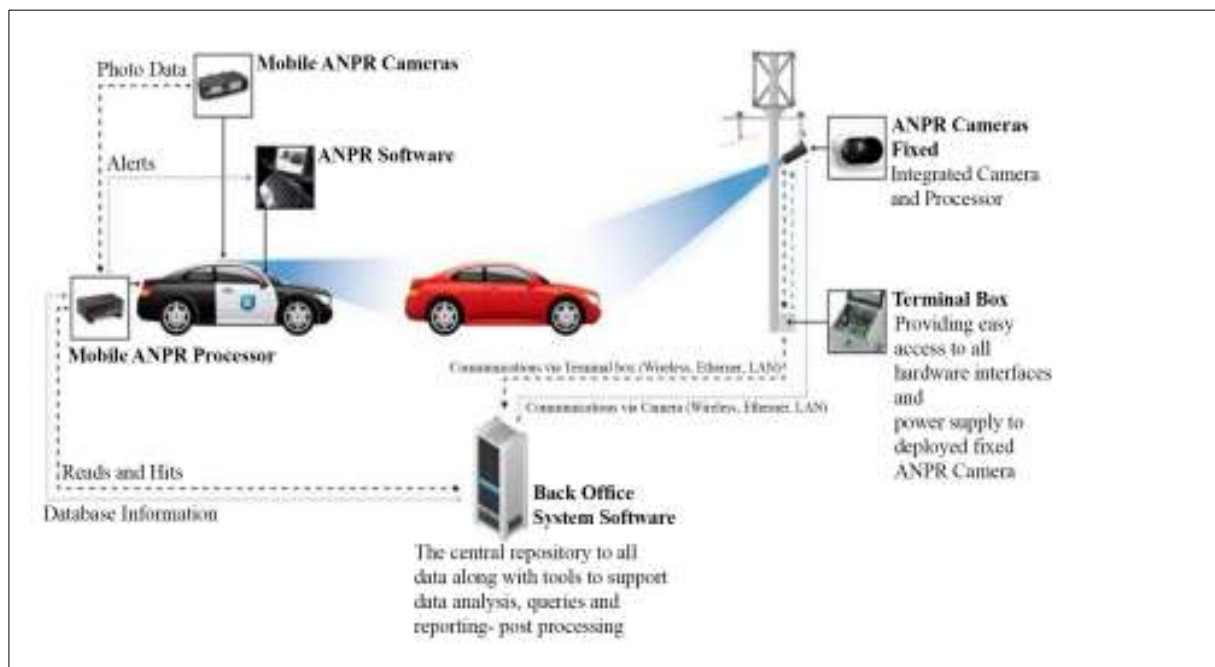 Photo Data
Mobile ANPR Cameras
Alerts
ANPR Software
ANPR Cameras
Fixed
Integrated Camera
and Processor
Mobile ANPR Processor
Terminal Box
Providing easy
access to all
hardware interfaces
and
power supply to
deployed fixed
ANPR Camera
Communications via Terminal box (Wireless, Ethernet, LAN)
Communications via Camera (Wireless, Ethernet, LAN)
Reads and Hits
Database Information
Back Office
System Software
The central repository to all
data along with tools to support
data analysis, queries and
reporting- post processing